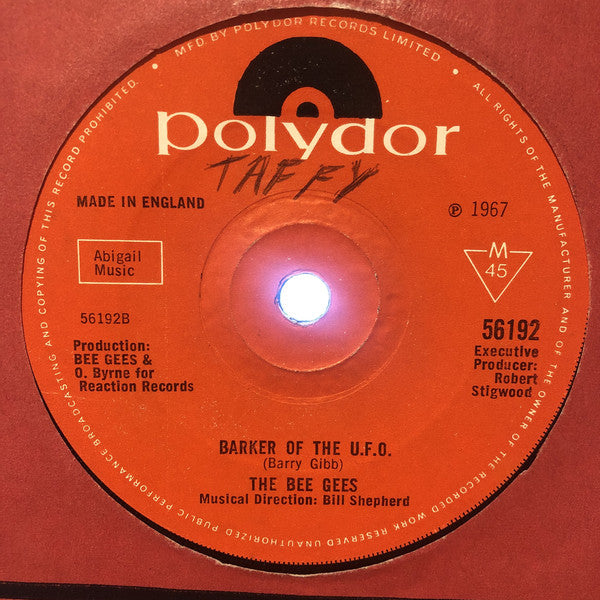 MFD. BY POLYDOR RECORDS LIMITED • ALL RIGHTS OF THE MANUFACTURER AND OF THE OWNER OF THE RECORDED WORK RESERVED UNAUTHORIZED PUBLIC PERFORMANCE BROADCASTING AND COPYING OF THIS RECORD PROHIBITED. •
polydor
TAFFY
MADE IN ENGLAND
℗ 1967
Abigail
Music
M
45
56192B
Production:
BEE GEES &
O. Byrne for
Reaction Records
56192
Executive
Producer:
Robert
Stigwood
BARKER OF THE U.F.O.
(Barry Gibb)
THE BEE GEES
Musical Direction: Bill Shepherd